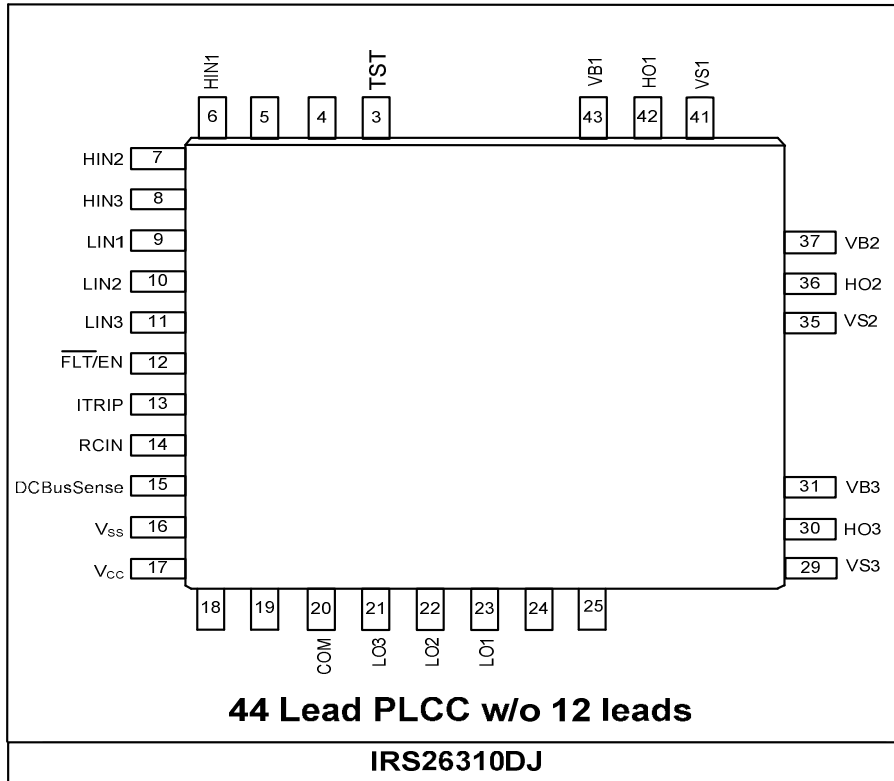 HIN1
TST
VB1
HO1
VS1
6
5
4
3
43
42
41
HIN2 7
HIN3 8
LIN1 9
LIN2 10
LIN3 11
FLT/EN 12
ITRIP 13
RCIN 14
DCBusSense 15
VSS 16
VCC 17
37 VB2
36 HO2
35 VS2
31 VB3
30 HO3
29 VS3
18
19
20
21
22
23
24
25
COM
LO3
LO2
LO1
44 Lead PLCC w/o 12 leads
IRS26310DJ